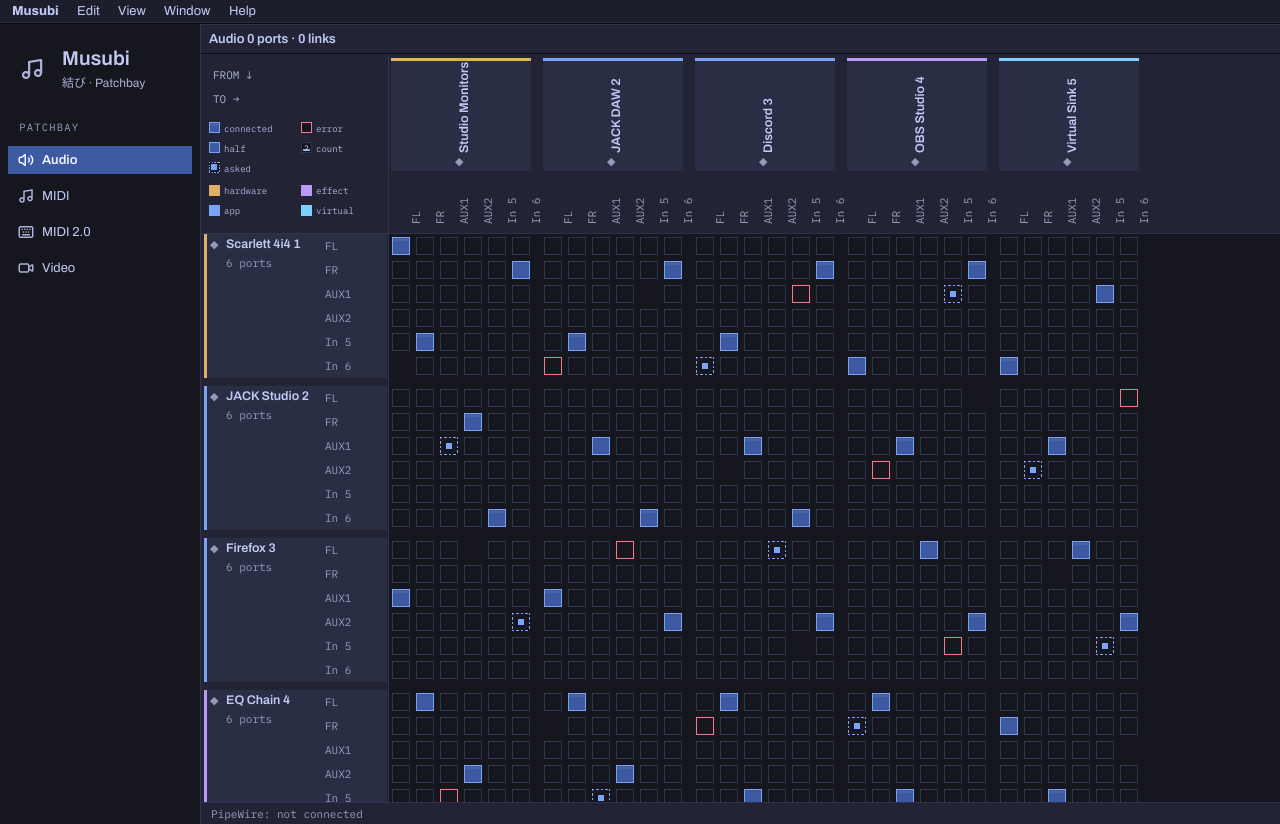 Musubi Edit View Window Help
Musubi
結び · Patchbay
PATCHBAY
Audio
MIDI
MIDI 2.0
Video
Audio 0 ports · 0 links
FROM ↓
TO →
connected error
half count
asked
hardware effect
app virtual
Studio Monitors
JACK DAW 2
Discord 3
OBS Studio 4
Virtual Sink 5
FL FR AUX1 AUX2 In 5 In 6 FL FR AUX1 AUX2 In 5 In 6 FL FR AUX1 AUX2 In 5 In 6 FL FR AUX1 AUX2 In 5 In 6 FL FR AUX1 AUX2 In 5 In 6
Scarlett 4i4 1 FL
6 ports FR
AUX1
AUX2
In 5
In 6
JACK Studio 2 FL
6 ports FR
AUX1
AUX2
In 5
In 6
Firefox 3 FL
6 ports FR
AUX1
AUX2
In 5
In 6
EQ Chain 4 FL
6 ports FR
AUX1
AUX2
In 5
PipeWire: not connected